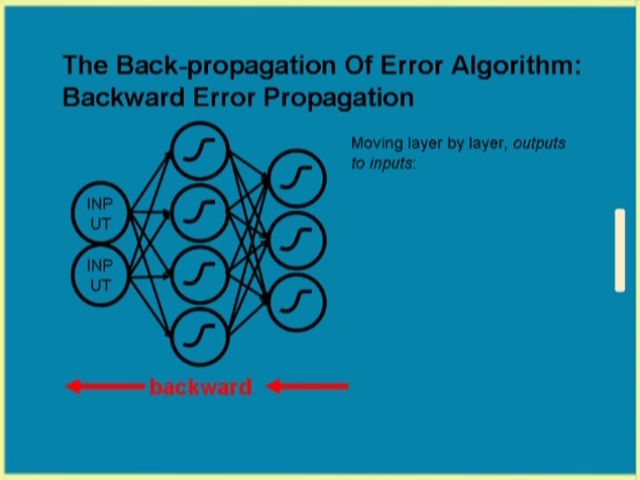 The Back-propagation Of Error Algorithm:
Backward Error Propagation
Moving layer by layer, outputs
to inputs:
INP
UT
INP
UT
backward